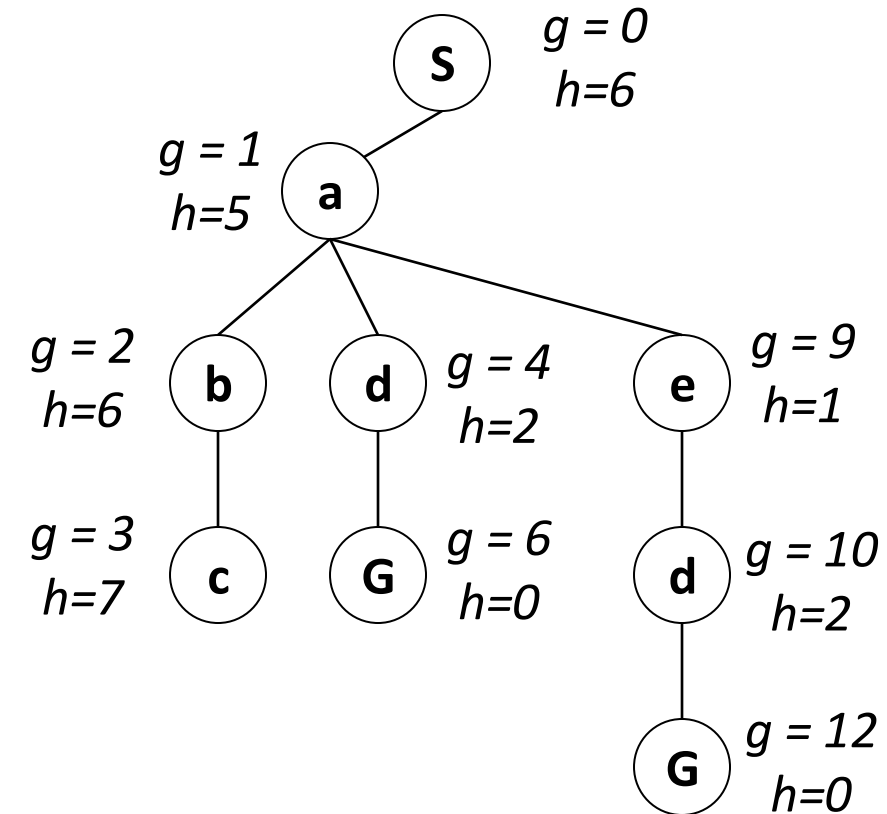 S
g = 0
h=6
g = 1
h=5
a
g = 2
h=6
b
d
g = 4
h=2
e
g = 9
h=1
g = 3
h=7
c
G
g = 6
h=0
d
g = 10
h=2
G
g = 12
h=0